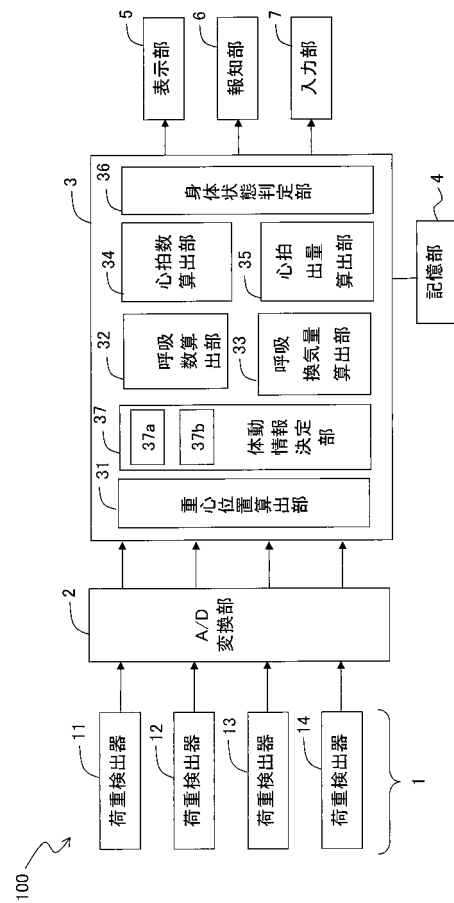 100
1
11
荷重検出器
12
荷重検出器
13
荷重検出器
14
荷重検出器
2
A/D
変換部
3
31
重心位置算出部
37
37a
37b
体動
情報
決定
部
32
呼吸
数算
出部
33
呼吸
換気量
算出部
34
心拍数
算出部
35
心拍
出量
算出部
36
身体状態判定部
4
記憶部
5
表示部
6
報知部
7
入力部